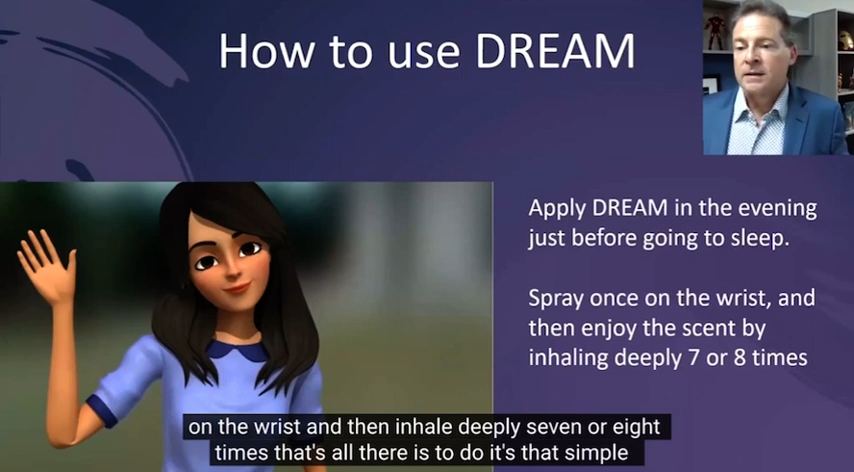 How to use DREAM
Apply DREAM in the evening
just before going to sleep.
Spray once on the wrist, and
then enjoy the scent by
inhaling deeply 7 or 8 times
on the wrist and then inhale deeply seven or eight
times that's all there is to do it's that simple